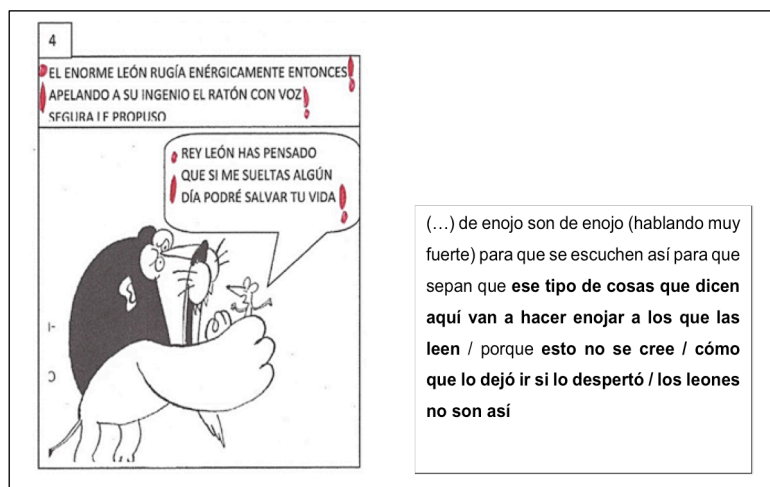 4
¡EL ENORME LEÓN RUGÍA ENÉRGICAMENTE ENTONCES!
¡APELANDO A SU INGENIO EL RATÓN CON VOZ!
SEGURA LE PROPUSO
¡REY LEÓN HAS PENSADO
QUE SI ME SUELTAS ALGÚN
DÍA PODRÉ SALVAR TU VIDA!
(…) de enojo son de enojo (hablando muy
fuerte) para que se escuchen así para que
sepan que ese tipo de cosas que dicen
aquí van a hacer enojar a los que las
leen / porque esto no se cree / cómo
que lo dejó ir si lo despertó / los leones
no son así